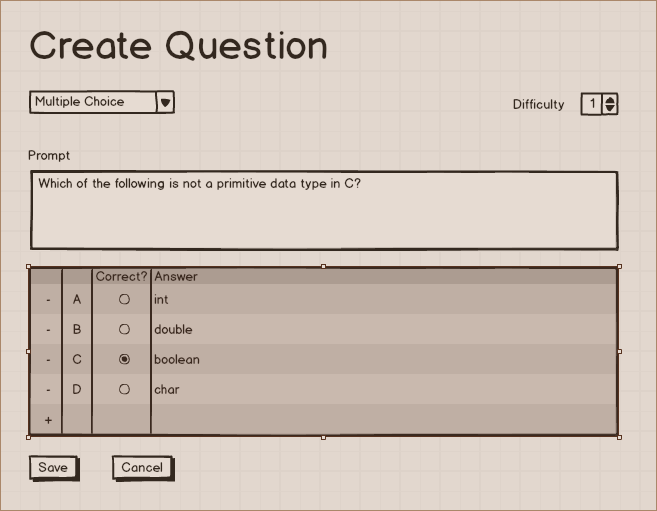 Create Question
Multiple Choice
Difficulty 1
Prompt
Which of the following is not a primitive data type in C?
Correct? Answer
- A int
- B double
- C boolean
- D char
+
Save Cancel